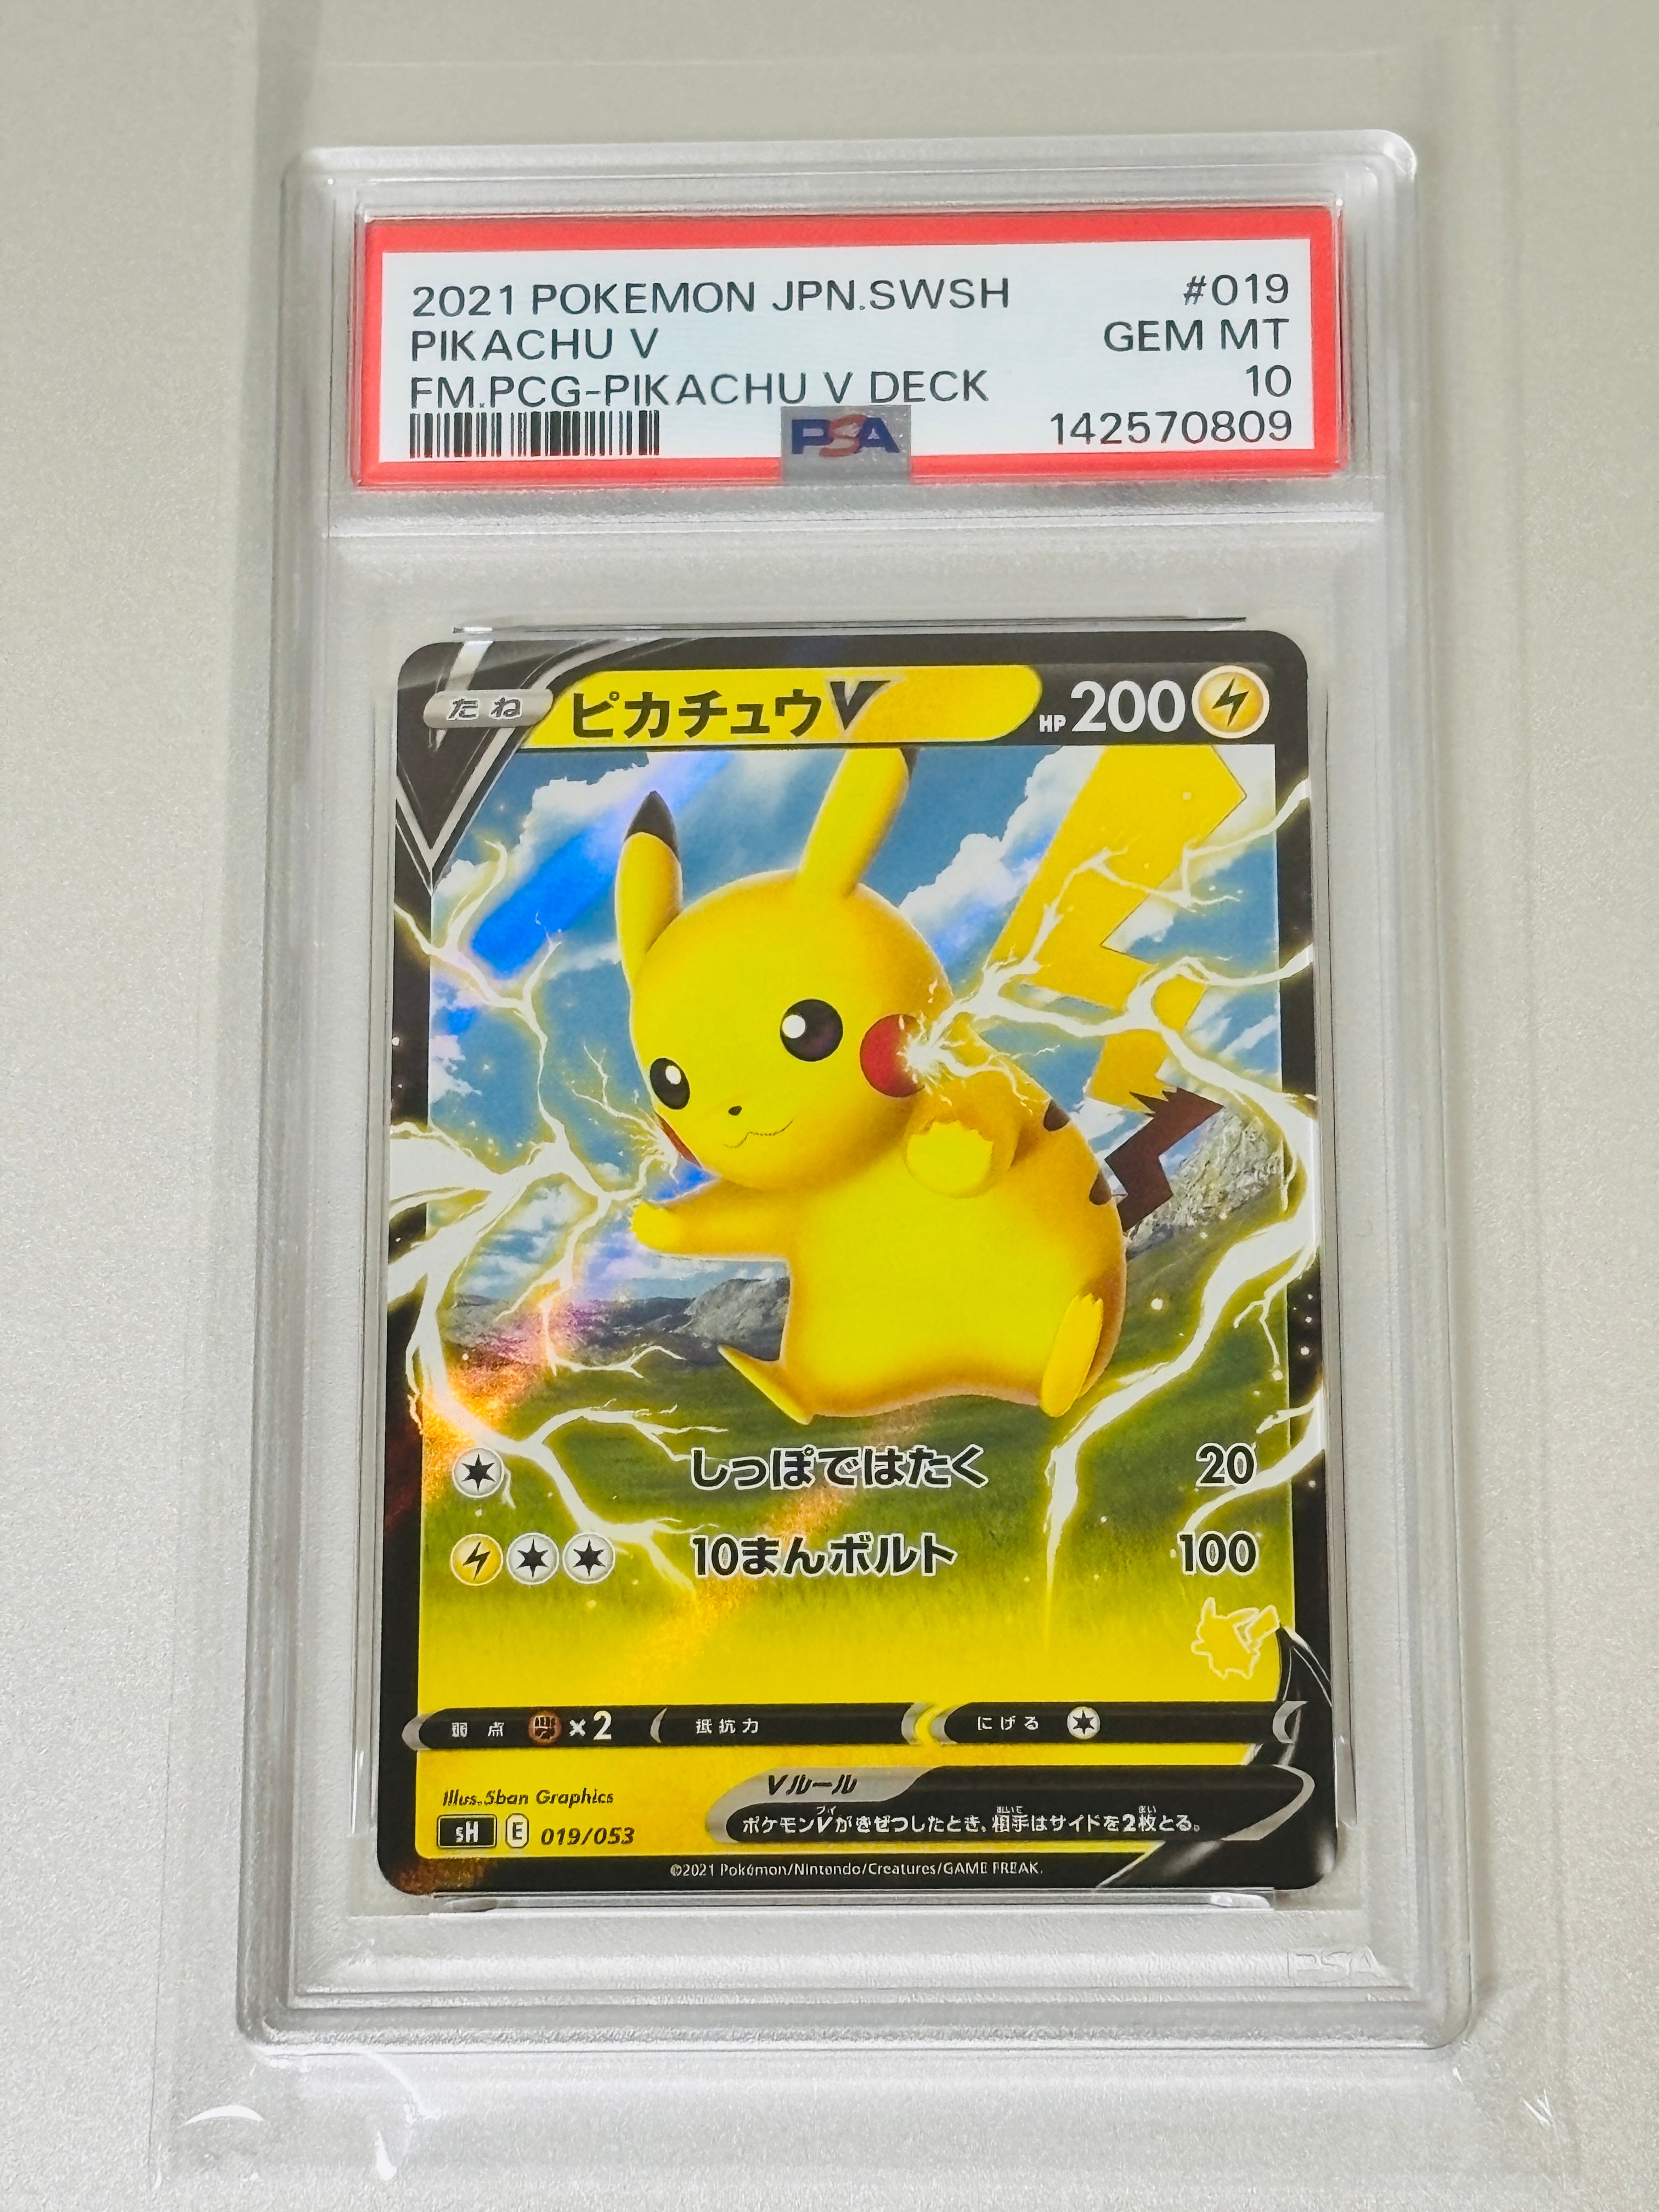 2021 POKEMON JPN.SWSH #019
PIKACHU V GEM MT
FM.PCG-PIKACHU V DECK 10
PSA 142570809
たね ピカチュウV HP 200
しっぽではたく 20
10まんボルト 100
弱点 ×2 抵抗力 にげる
Vルール
ポケモンVがきぜつしたとき、相手はサイドを2枚とる。
Illus. 5ban Graphics
sH E 019/053
©2021 Pokémon/Nintendo/Creatures/GAME FREAK.
PSA